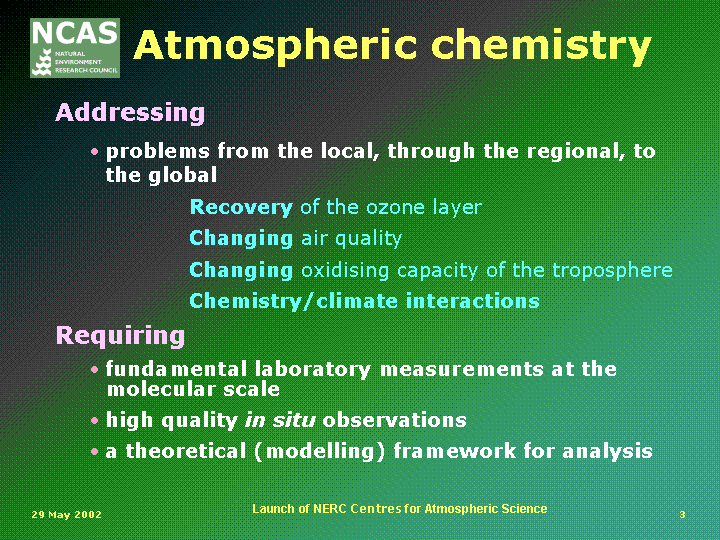 NCAS
NATURAL
ENVIRONMENT
RESEARCH COUNCIL
Atmospheric chemistry
Addressing
• problems from the local, through the regional, to
the global
Recovery of the ozone layer
Changing air quality
Changing oxidising capacity of the troposphere
Chemistry/climate interactions
Requiring
• fundamental laboratory measurements at the
molecular scale
• high quality in situ observations
• a theoretical (modelling) framework for analysis
29 May 2002
Launch of NERC Centres for Atmospheric Science
3